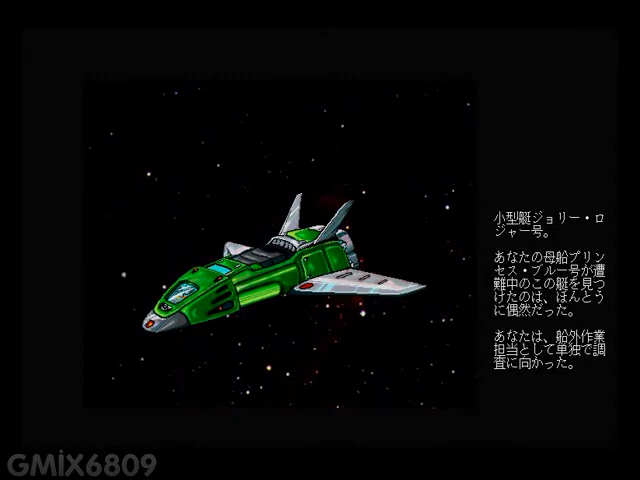 小型艇ジョリー・ロ
ジャー号。
あなたの母船プリン
セス・ブルー号が遭
難中のこの艇を見つ
けたのは、ほんとう
に偶然だった。
あなたは、船外作業
担当として単独で調
査に向かった。
GMiX6809